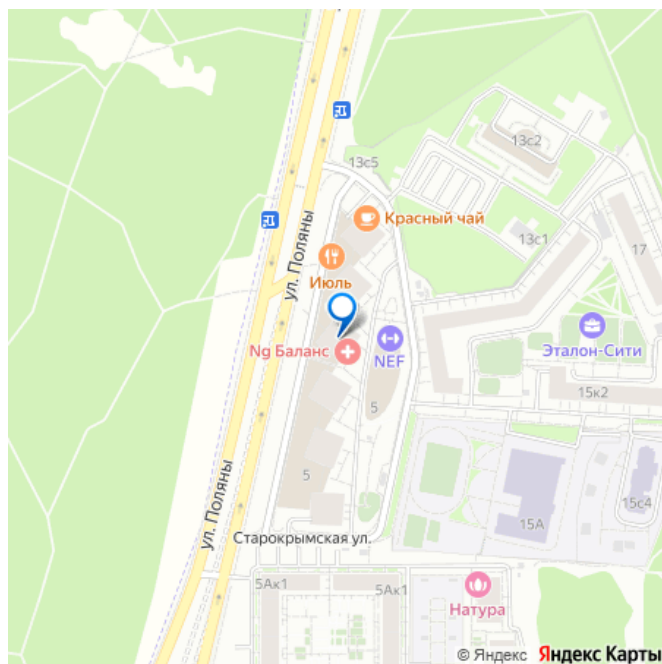 13с2
13с5
ул. Поляны
Красный чай
13с1
17
Июль
Ng Баланс
NEF
Эталон-Сити
5
15к2
5
15с4
ул. Поляны
15А
Старокрымская ул.
5Ак1
5Ак1
Натура
© Яндекс Яндекс Карты